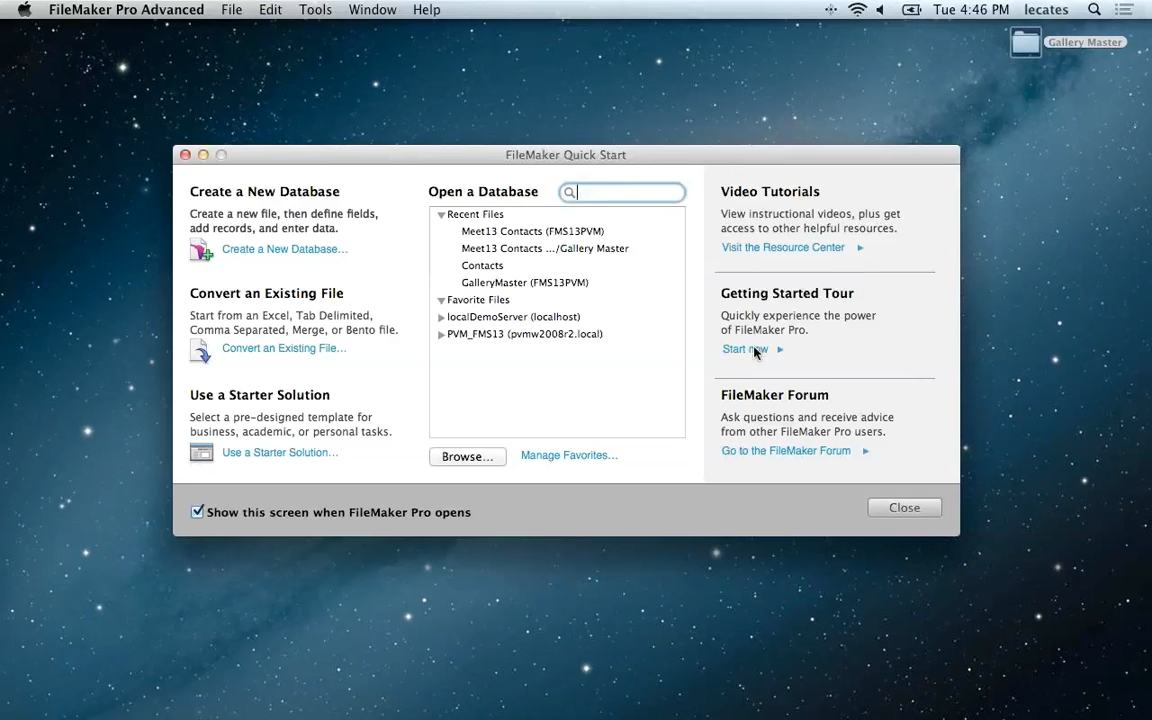 FileMaker Pro Advanced File Edit Tools Window Help Tue 4:46 PM lecates
Gallery Master
FileMaker Quick Start
Create a New Database
Create a new file, then define fields,
add records, and enter data.
Create a New Database...
Convert an Existing File
Start from an Excel, Tab Delimited,
Comma Separated, Merge, or Bento file.
Convert an Existing File...
Use a Starter Solution
Select a pre-designed template for
business, academic, or personal tasks.
Use a Starter Solution...
Open a Database
Recent Files
Meet13 Contacts (FMS13PVM)
Meet13 Contacts .../Gallery Master
Contacts
GalleryMaster (FMS13PVM)
Favorite Files
localDemoServer (localhost)
PVM_FMS13 (pvmw2008r2.local)
Browse... Manage Favorites...
Video Tutorials
View instructional videos, plus get
access to other helpful resources.
Visit the Resource Center
Getting Started Tour
Quickly experience the power
of FileMaker Pro.
Start now
FileMaker Forum
Ask questions and receive advice
from other FileMaker Pro users.
Go to the FileMaker Forum
Show this screen when FileMaker Pro opens
Close